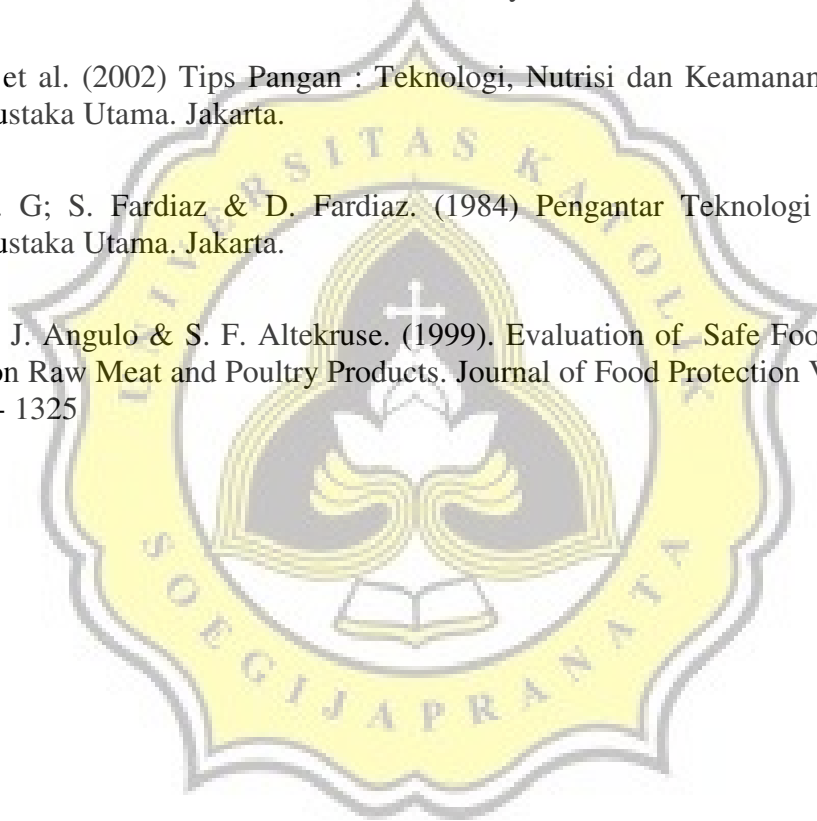 et al. (2002) Tips Pangan : Teknologi, Nutrisi dan Keamanan
ustaka Utama. Jakarta.
G; S. Fardiaz & D. Fardiaz. (1984) Pengantar Teknologi
ustaka Utama. Jakarta.
J. Angulo & S. F. Altekruse. (1999). Evaluation of Safe Foo
on Raw Meat and Poultry Products. Journal of Food Protection V
- 1325
UNIVERSITAS KATOLIK
SOEGIJAPRANATA